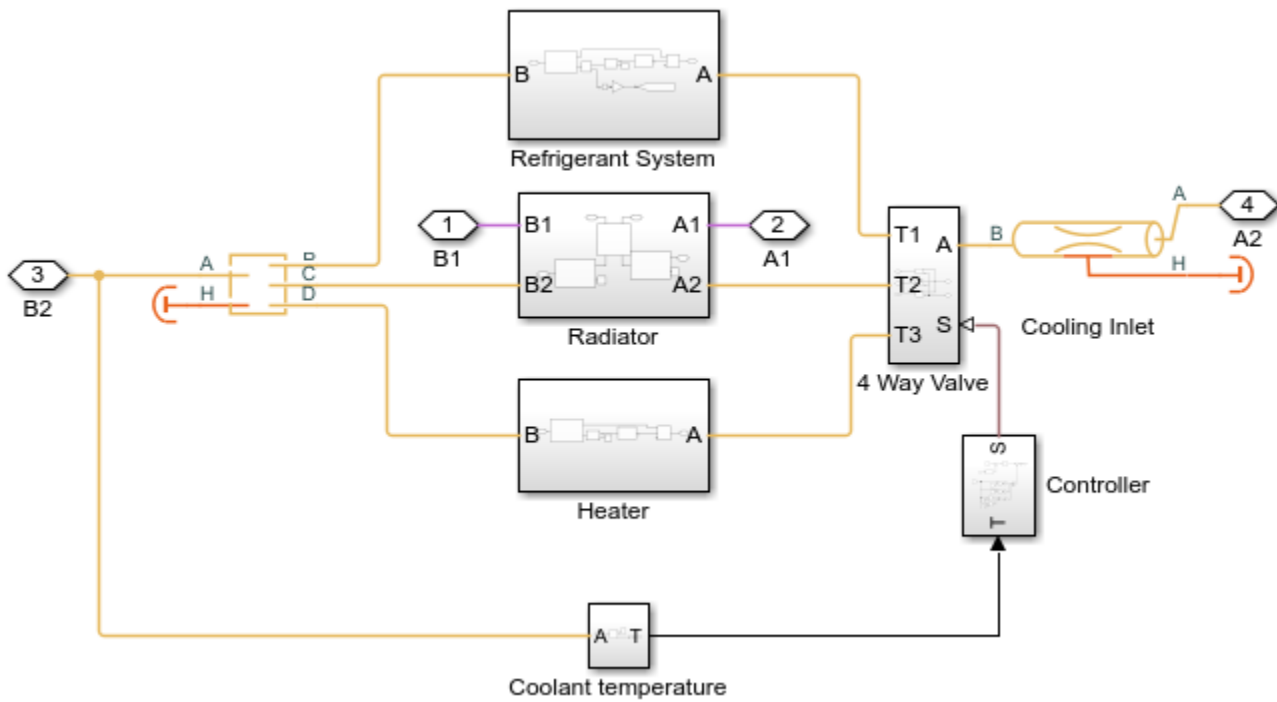 B
A
Refrigerant System
1
B1
B1
A1
2
A1
B2
A2
Radiator
3
B2
A
H
B
C
D
T1
A
T2
S
T3
4 Way Valve
B
A
4
A2
H
Cooling Inlet
B
A
Heater
S
T
Controller
A
T
Coolant temperature